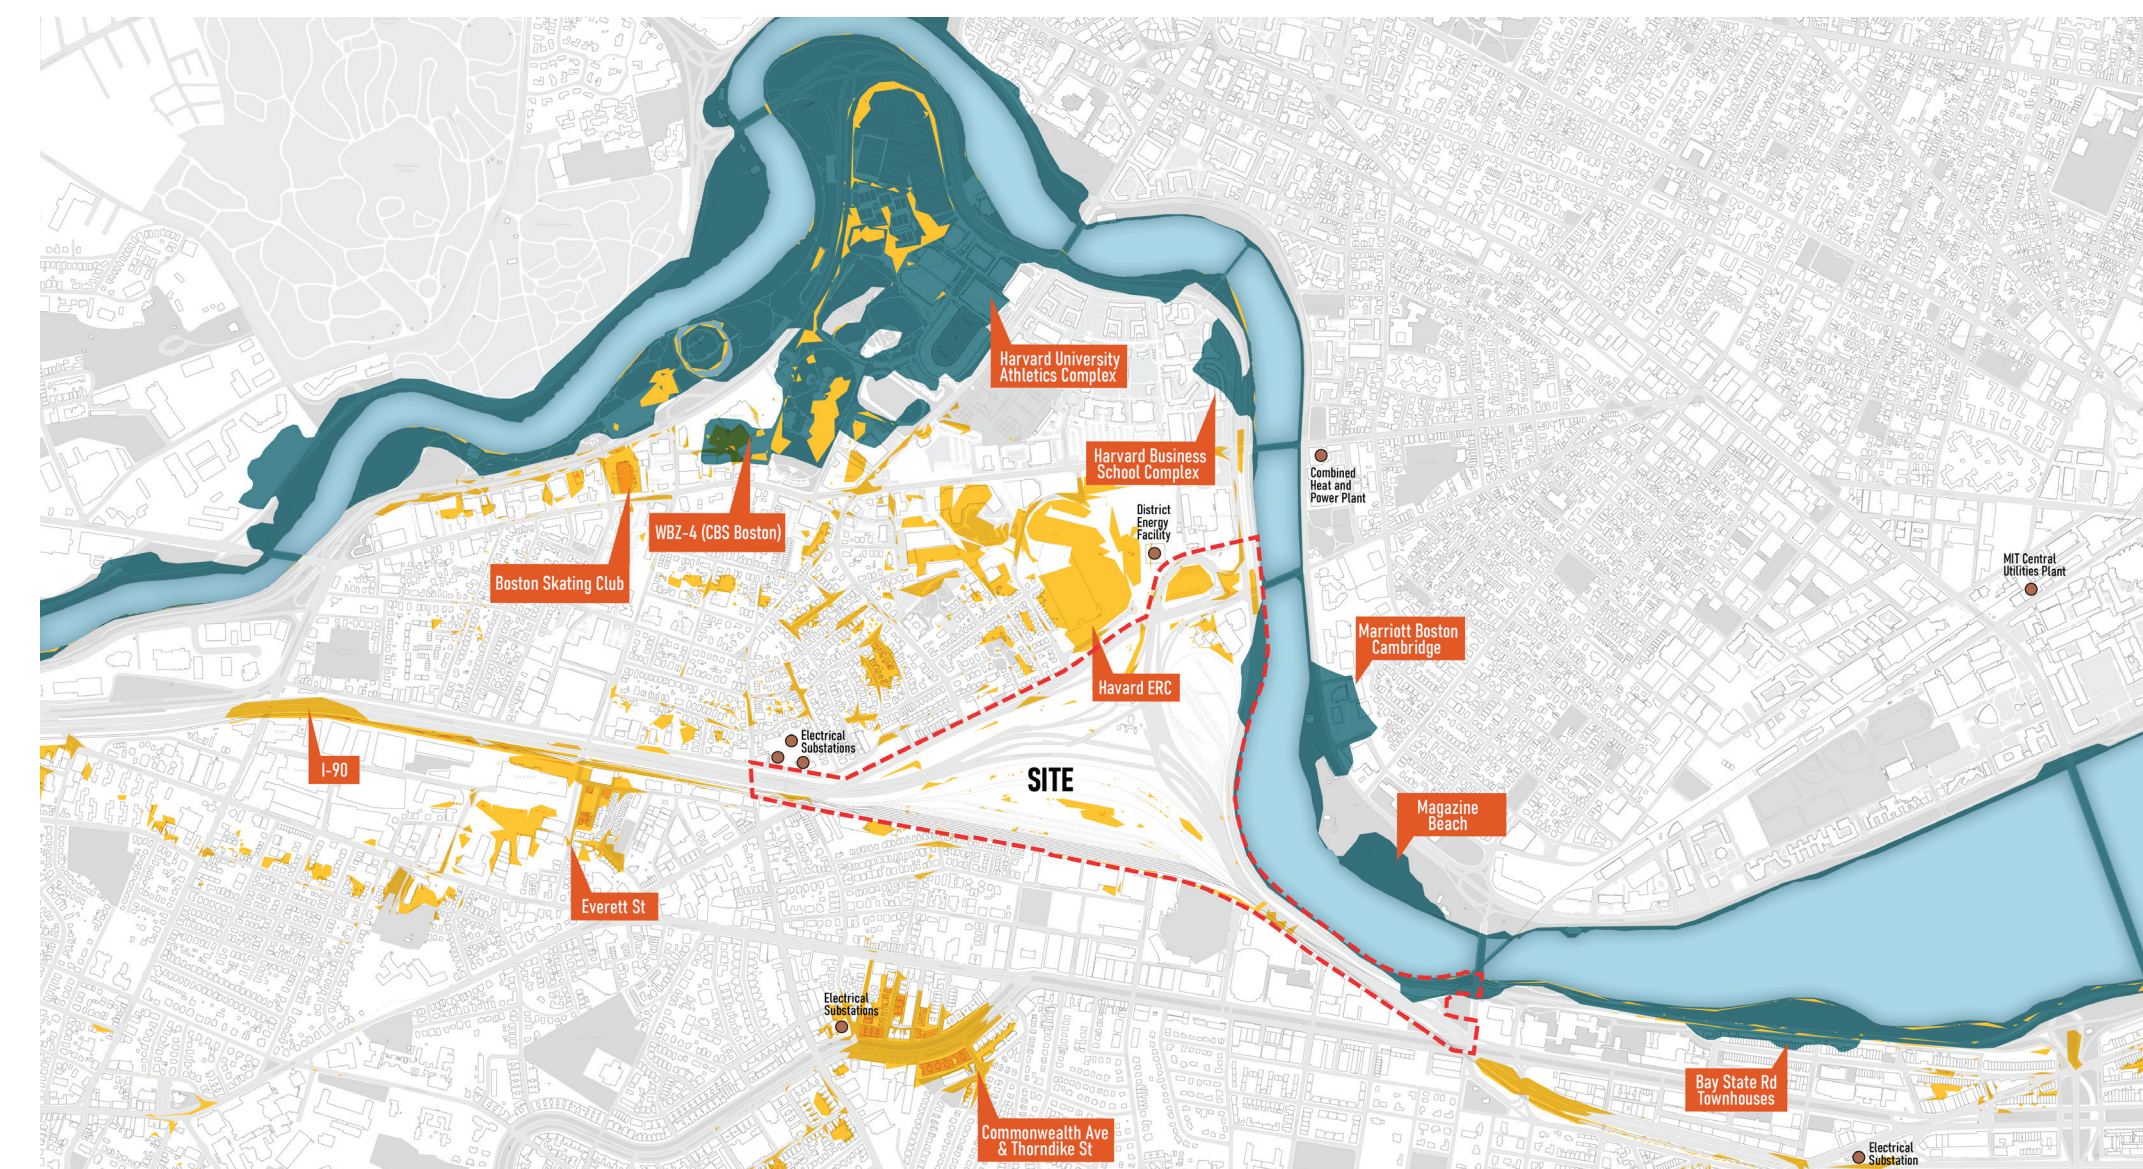 Harvard University
Athletics Complex
Harvard Business
School Complex
Combined
Heat and
Power Plant
District
Energy
Facility
WBZ-4 (CBS Boston)
Boston Skating Club
MIT Central
Utilities Plant
Marriott Boston
Cambridge
Havard ERC
Electrical
Substations
I-90
SITE
Magazine
Beach
Everett St
Electrical
Substations
Bay State Rd
Townhouses
Commonwealth Ave
& Thorndike St
Electrical
Substation